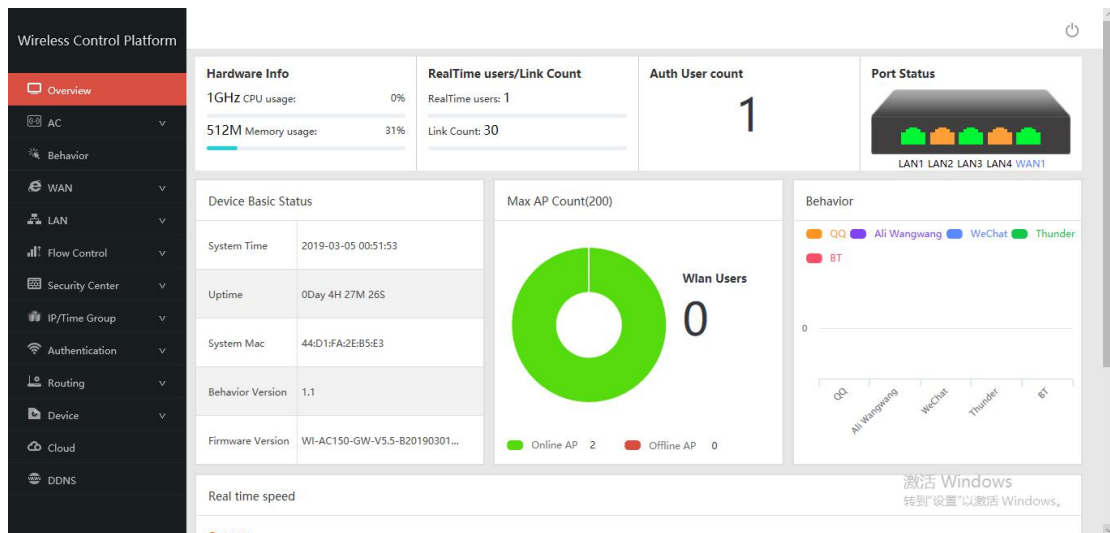 Wireless Control Platform
Overview
AC
Behavior
WAN
LAN
Flow Control
Security Center
IP/Time Group
Authentication
Routing
Device
Cloud
DDNS
Hardware Info
1GHz CPU usage: 0%
512M Memory usage: 31%
RealTime users/Link Count
RealTime users: 1
Link Count: 30
Auth User count
1
Port Status
LAN1 LAN2 LAN3 LAN4 WAN1
Device Basic Status
System Time 2019-03-05 00:51:53
Uptime 0Day 4H 27M 26S
System Mac 44:D1:FA:2E:B5:E3
Behavior Version 1.1
Firmware Version WI-AC150-GW-V5.5-B20190301...
Max AP Count(200)
Wlan Users
0
Online AP 2 Offline AP 0
Behavior
QQ Ali Wangwang WeChat Thunder
BT
0
QQ Ali Wangwang WeChat Thunder BT
Real time speed
激活 Windows
转到"设置"以激活 Windows。